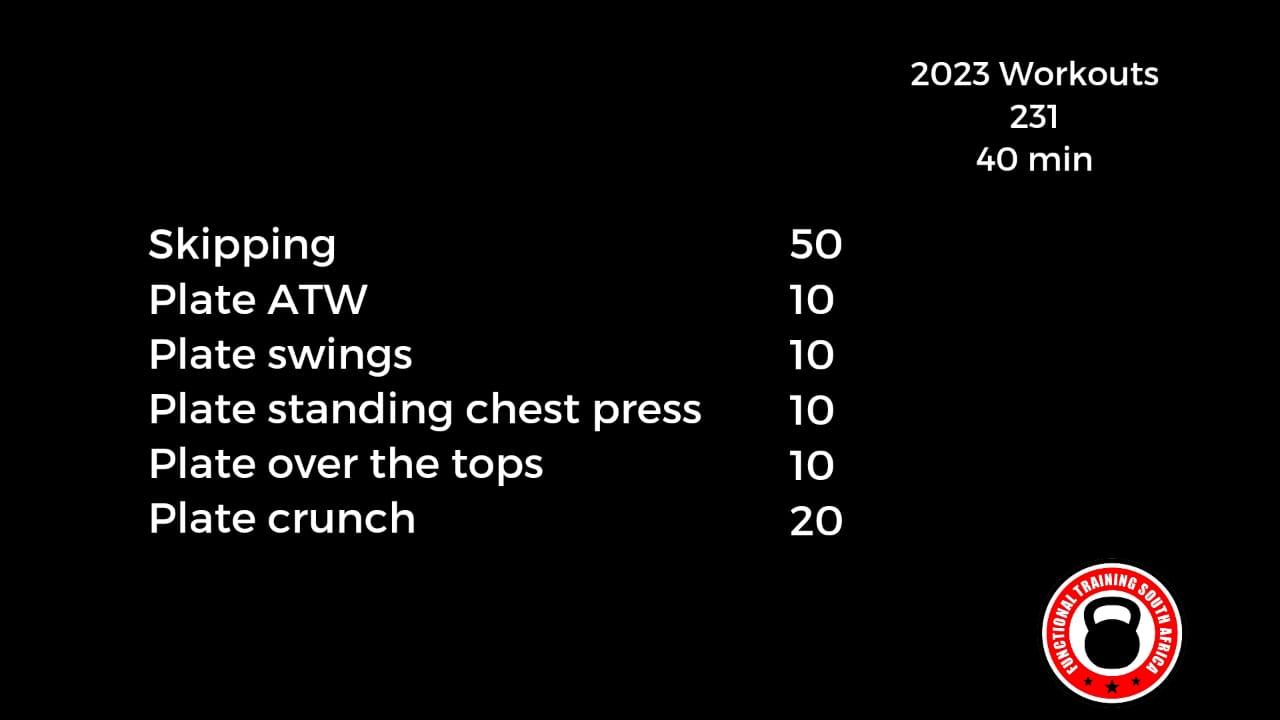 2023 Workouts
231
40 min
Skipping 50
Plate ATW 10
Plate swings 10
Plate standing chest press 10
Plate over the tops 10
Plate crunch 20
FUNCTIONAL TRAINING SOUTH AFRICA